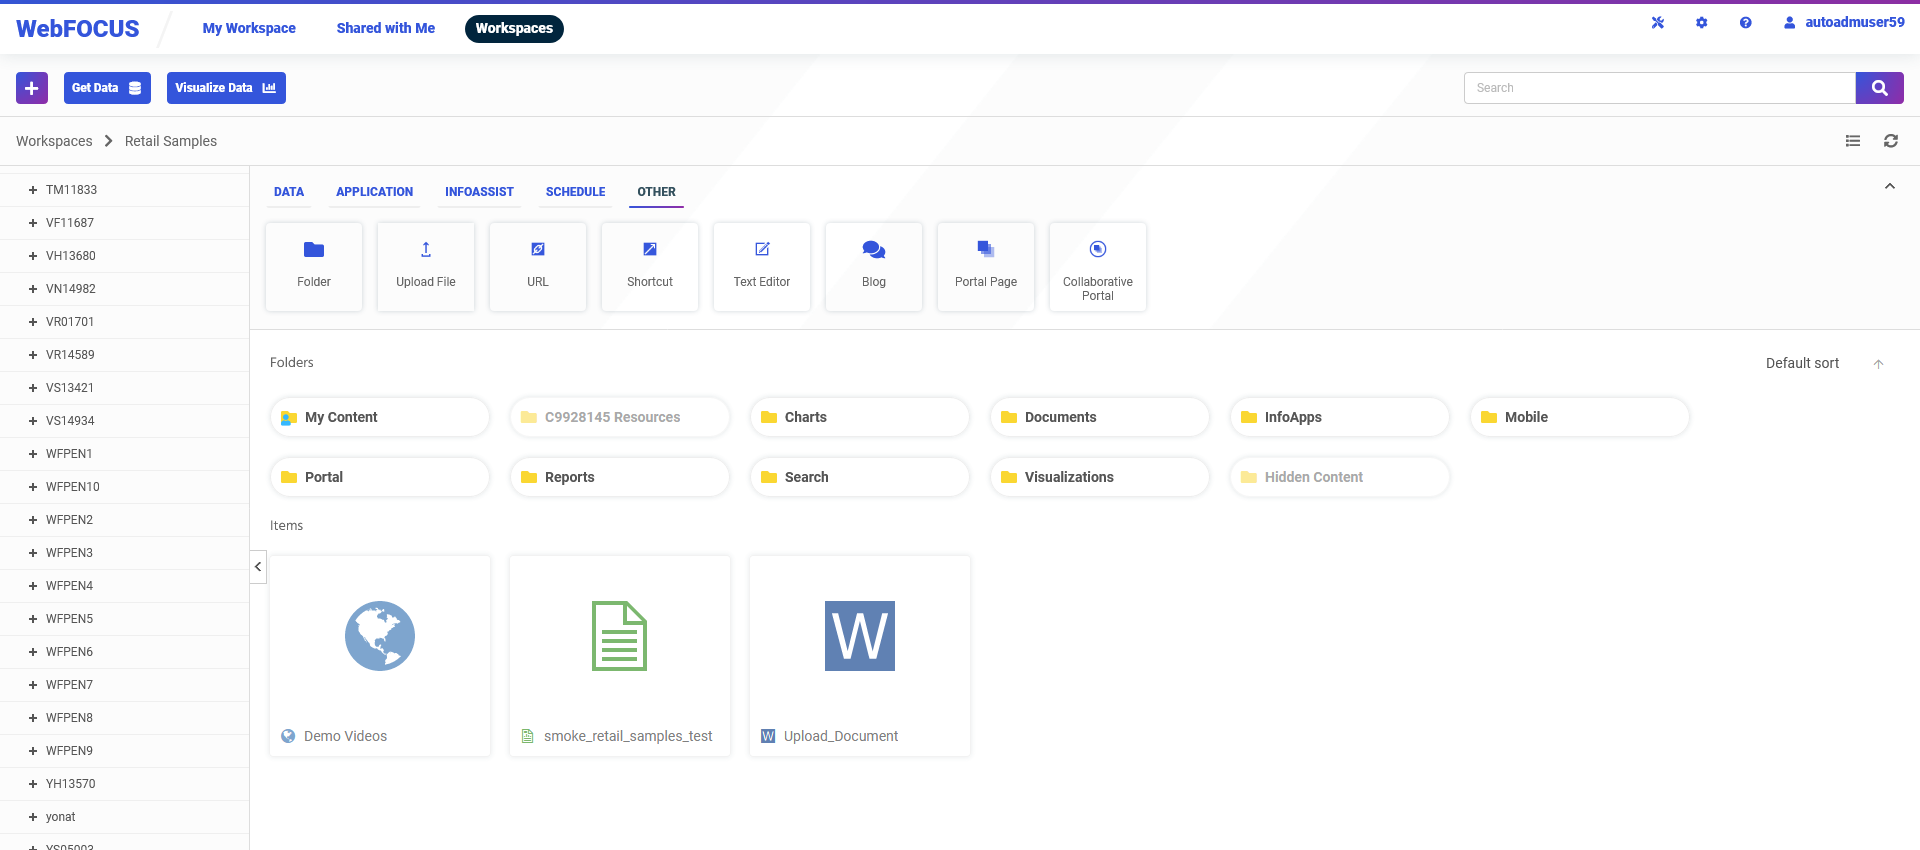 WebFOCUS
My Workspace
Shared with Me
Workspaces
autoadmuser59
Get Data
Visualize Data
Search
Workspaces
Retail Samples
TM11833
VF11687
VH13680
VN14982
VR01701
VR14589
VS13421
VS14934
WFPEN1
WFPEN10
WFPEN2
WFPEN3
WFPEN4
WFPEN5
WFPEN6
WFPEN7
WFPEN8
WFPEN9
YH13570
yonat
DATA
APPLICATION
INFOASSIST
SCHEDULE
OTHER
Folder
Upload File
URL
Shortcut
Text Editor
Blog
Portal Page
Collaborative
Portal
Folders
Default sort
My Content
C9928145 Resources
Charts
Documents
InfoApps
Mobile
Portal
Reports
Search
Visualizations
Hidden Content
Items
Demo Videos
smoke_retail_samples_test
W
Upload_Document